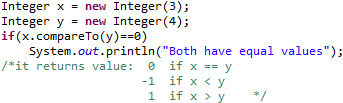 Integer x = new Integer(3);
Integer y = new Integer(4);
if(x.compareTo(y)==0)
System.out.println("Both have equal values");
/*it returns value: 0 if x == y
-1 if x < y
1 if x > y */